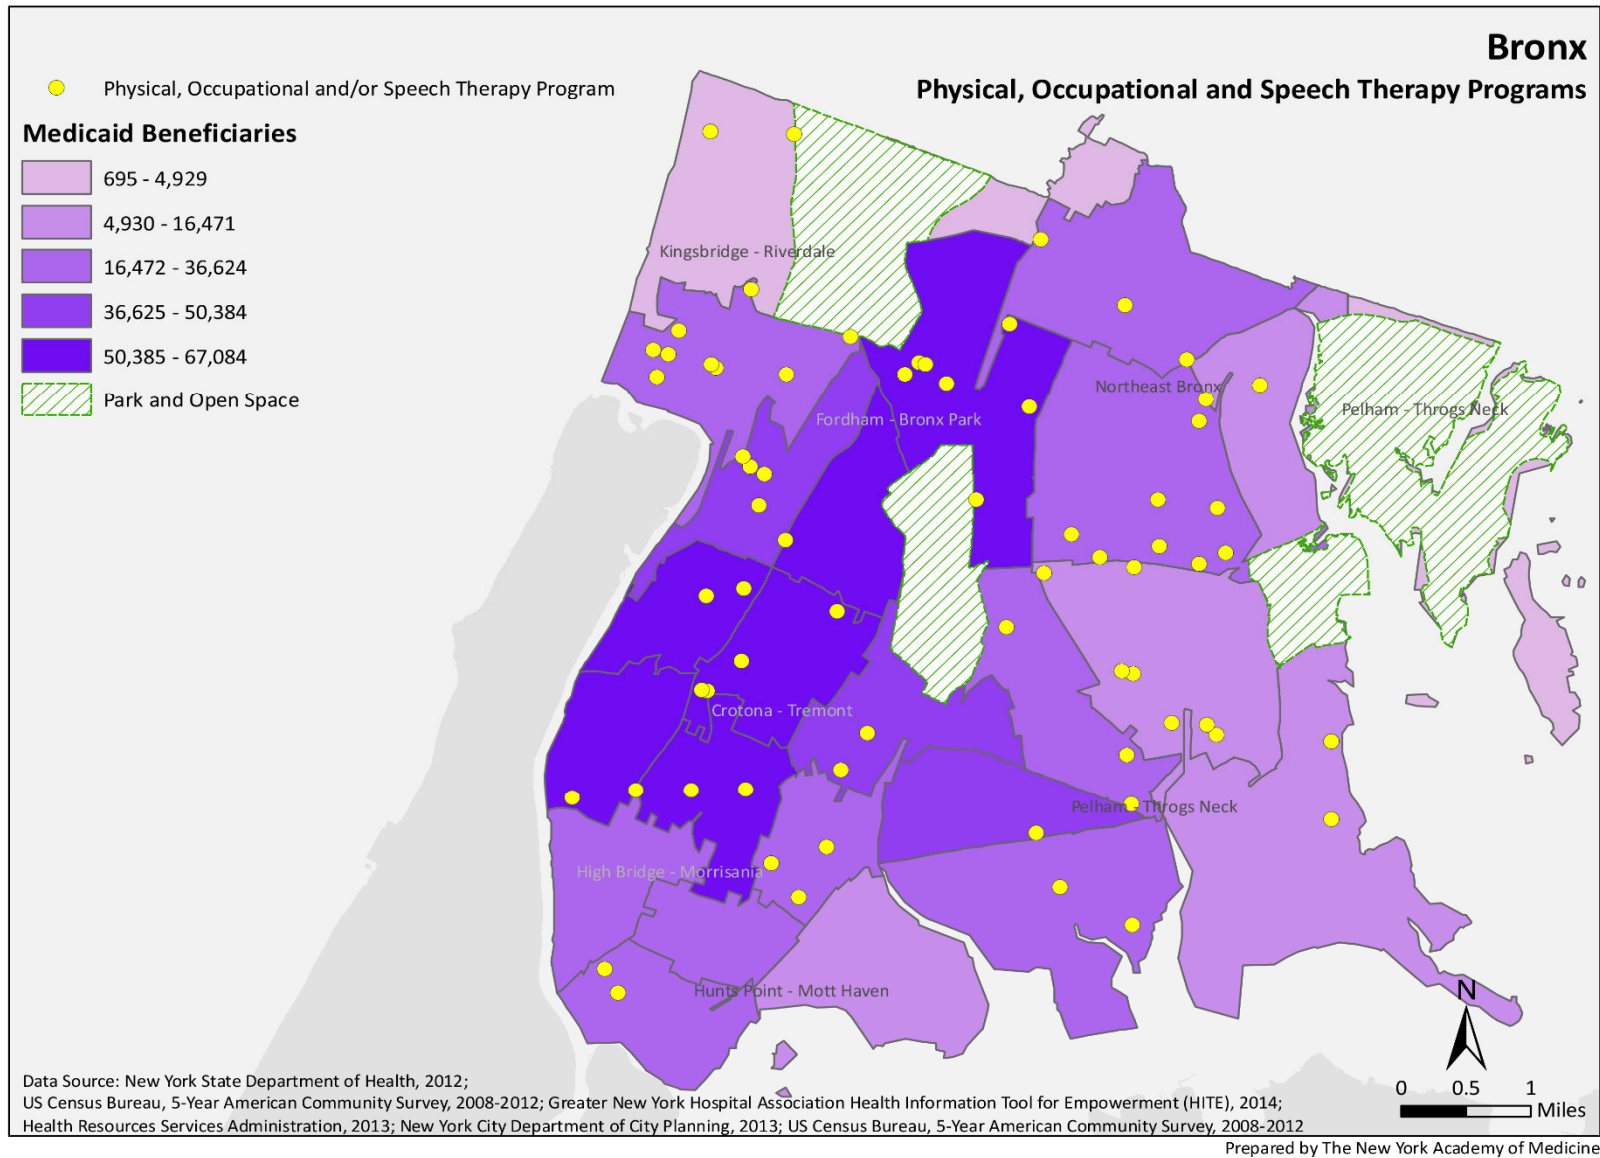 Bronx
Physical, Occupational and Speech Therapy Programs
Physical, Occupational and/or Speech Therapy Program
Medicaid Beneficiaries
695 - 4,929
4,930 - 16,471
16,472 - 36,624
36,625 - 50,384
50,385 - 67,084
Park and Open Space
Kingsbridge - Riverdale
Northeast Bronx
Pelham - Throgs Neck
Fordham - Bronx Park
Crotona - Tremont
Pelham - Throgs Neck
High Bridge - Morrisania
Hunts Point - Mott Haven
N
0 0.5 1
Miles
Data Source: New York State Department of Health, 2012;
US Census Bureau, 5-Year American Community Survey, 2008-2012; Greater New York Hospital Association Health Information Tool for Empowerment (HITE), 2014;
Health Resources Services Administration, 2013; New York City Department of City Planning, 2013; US Census Bureau, 5-Year American Community Survey, 2008-2012
Prepared by The New York Academy of Medicine